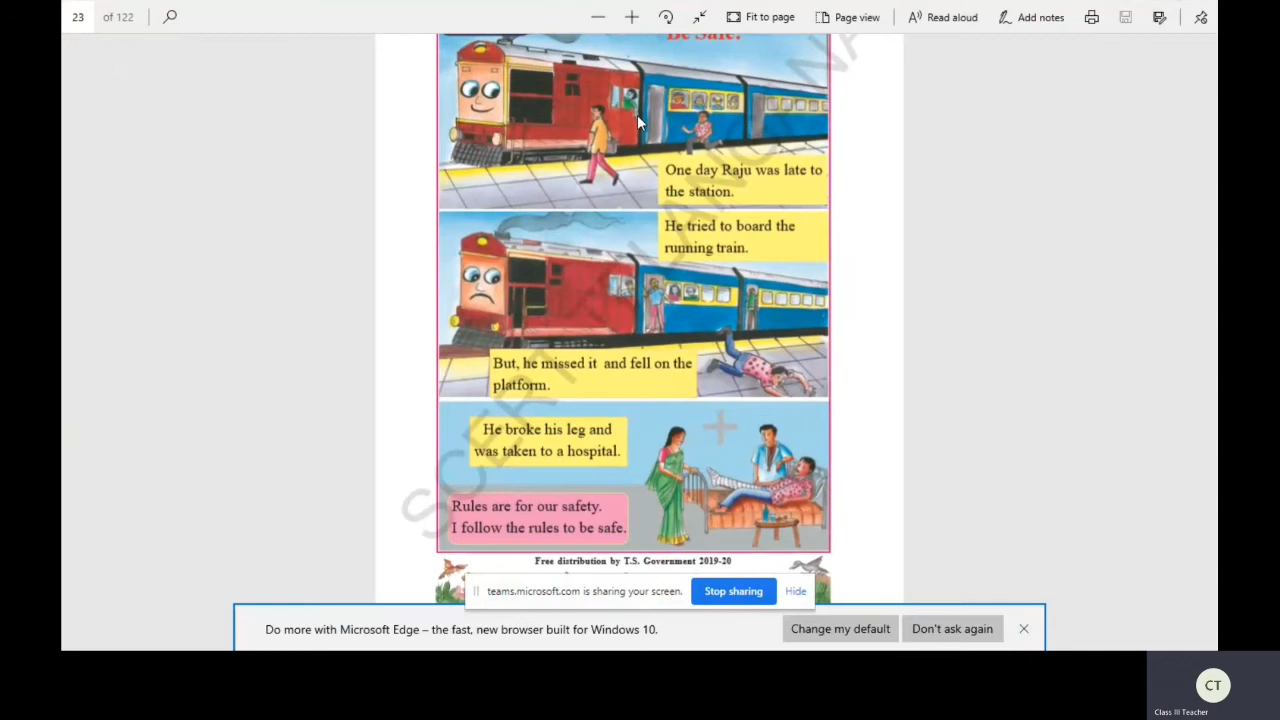 23 of 122
Fit to page
Page view
Read aloud
Add notes
Be Safe!
One day Raju was late to
the station.
He tried to board the
running train.
But, he missed it and fell on the
platform.
He broke his leg and
was taken to a hospital.
Rules are for our safety.
I follow the rules to be safe.
Free distribution by T.S. Government 2019-20
teams.microsoft.com is sharing your screen.
Stop sharing
Hide
Do more with Microsoft Edge – the fast, new browser built for Windows 10.
Change my default
Don't ask again
CT
Class III Teacher